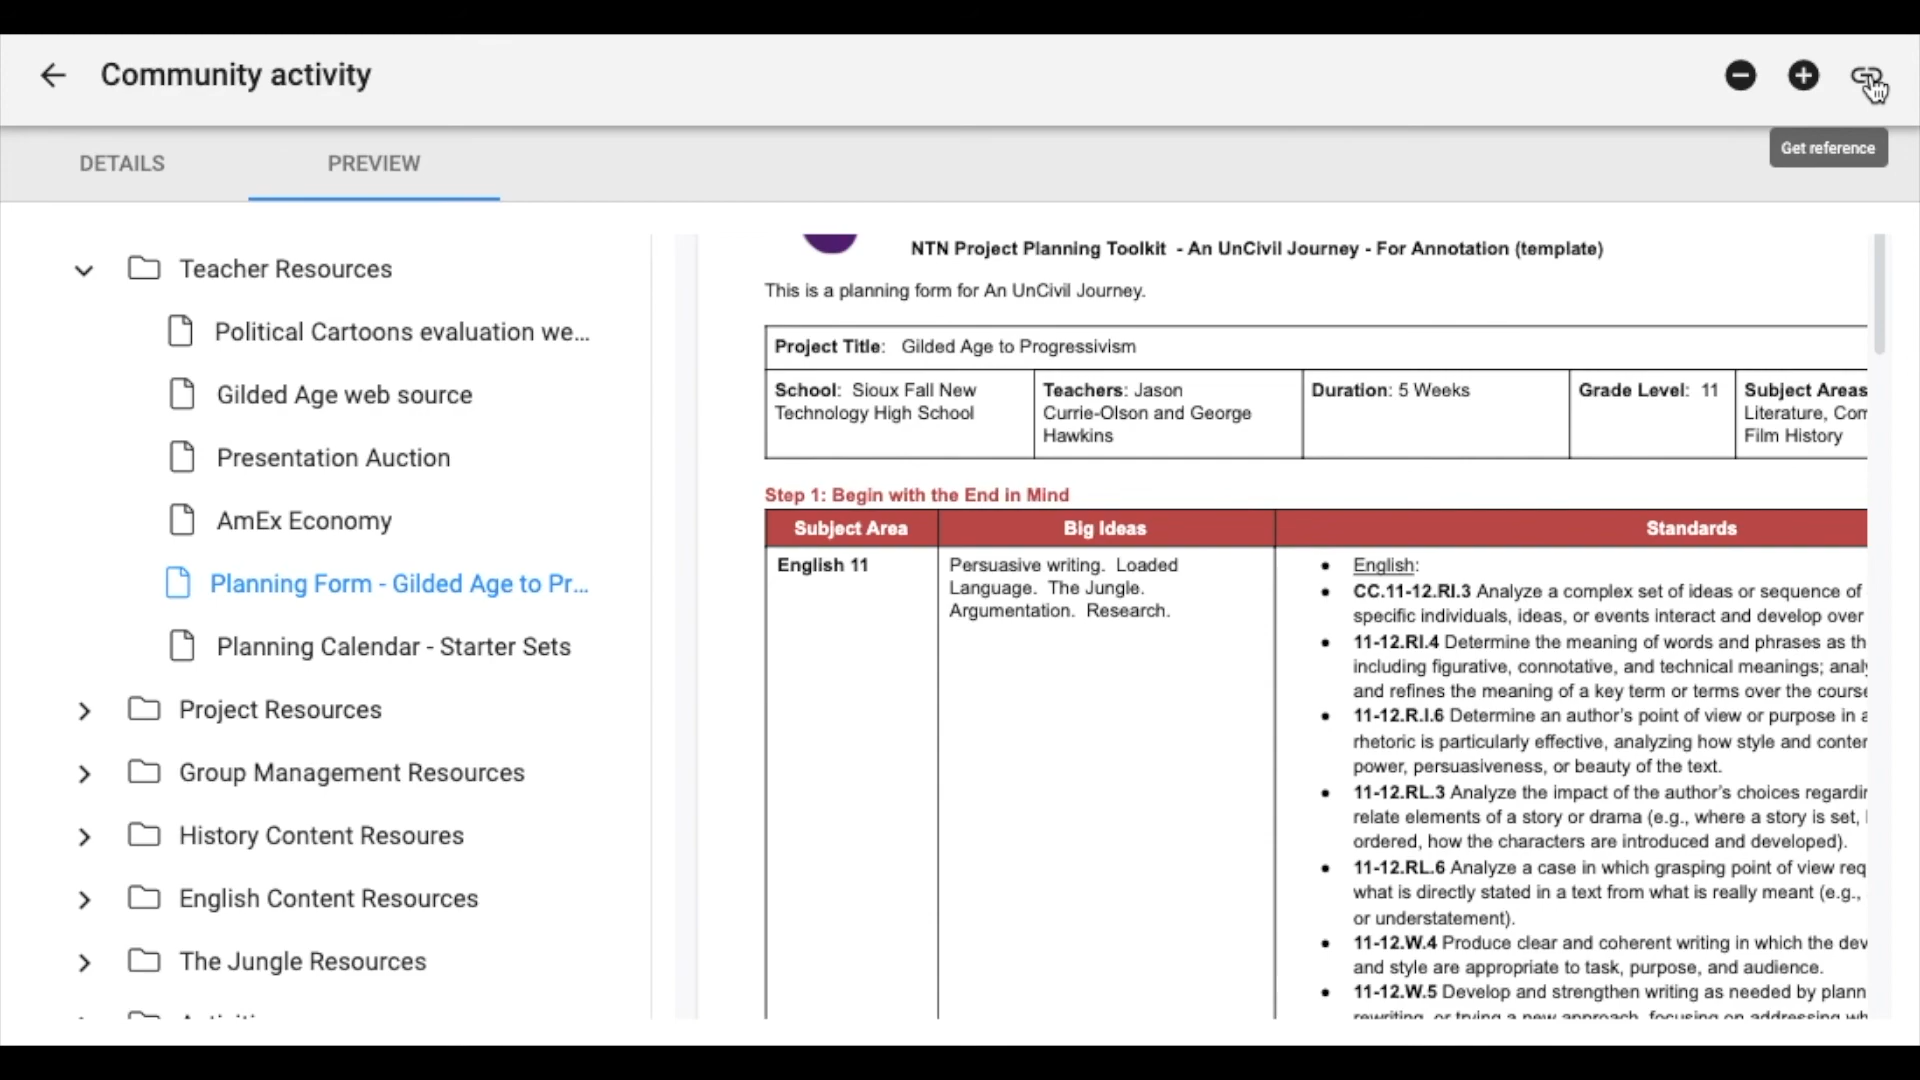 Community activity
Get reference
DETAILS
PREVIEW
Teacher Resources
Political Cartoons evaluation we...
Gilded Age web source
Presentation Auction
AmEx Economy
Planning Form - Gilded Age to Pr...
Planning Calendar - Starter Sets
Project Resources
Group Management Resources
History Content Resoures
English Content Resources
The Jungle Resources
NTN Project Planning Toolkit - An UnCivil Journey - For Annotation (template)
This is a planning form for An UnCivil Journey.
Project Title: Gilded Age to Progressivism
School: Sioux Fall New
Technology High School
Teachers: Jason
Currie-Olson and George
Hawkins
Duration: 5 Weeks
Grade Level: 11
Subject Areas
Literature, Com
Film History
Step 1: Begin with the End in Mind
Subject Area
Big Ideas
Standards
English 11
Persuasive writing. Loaded
Language. The Jungle.
Argumentation. Research.
English:
CC.11-12.RI.3 Analyze a complex set of ideas or sequence of
specific individuals, ideas, or events interact and develop over
11-12.RI.4 Determine the meaning of words and phrases as th
including figurative, connotative, and technical meanings; analy
and refines the meaning of a key term or terms over the course
11-12.R.I.6 Determine an author's point of view or purpose in a
rhetoric is particularly effective, analyzing how style and conten
power, persuasiveness, or beauty of the text.
11-12.RL.3 Analyze the impact of the author's choices regardin
relate elements of a story or drama (e.g., where a story is set,
ordered, how the characters are introduced and developed).
11-12.RL.6 Analyze a case in which grasping point of view req
what is directly stated in a text from what is really meant (e.g.,
or understatement).
11-12.W.4 Produce clear and coherent writing in which the dev
and style are appropriate to task, purpose, and audience.
11-12.W.5 Develop and strengthen writing as needed by plann
rewriting, or trying a new approach, focusing on addressing wh